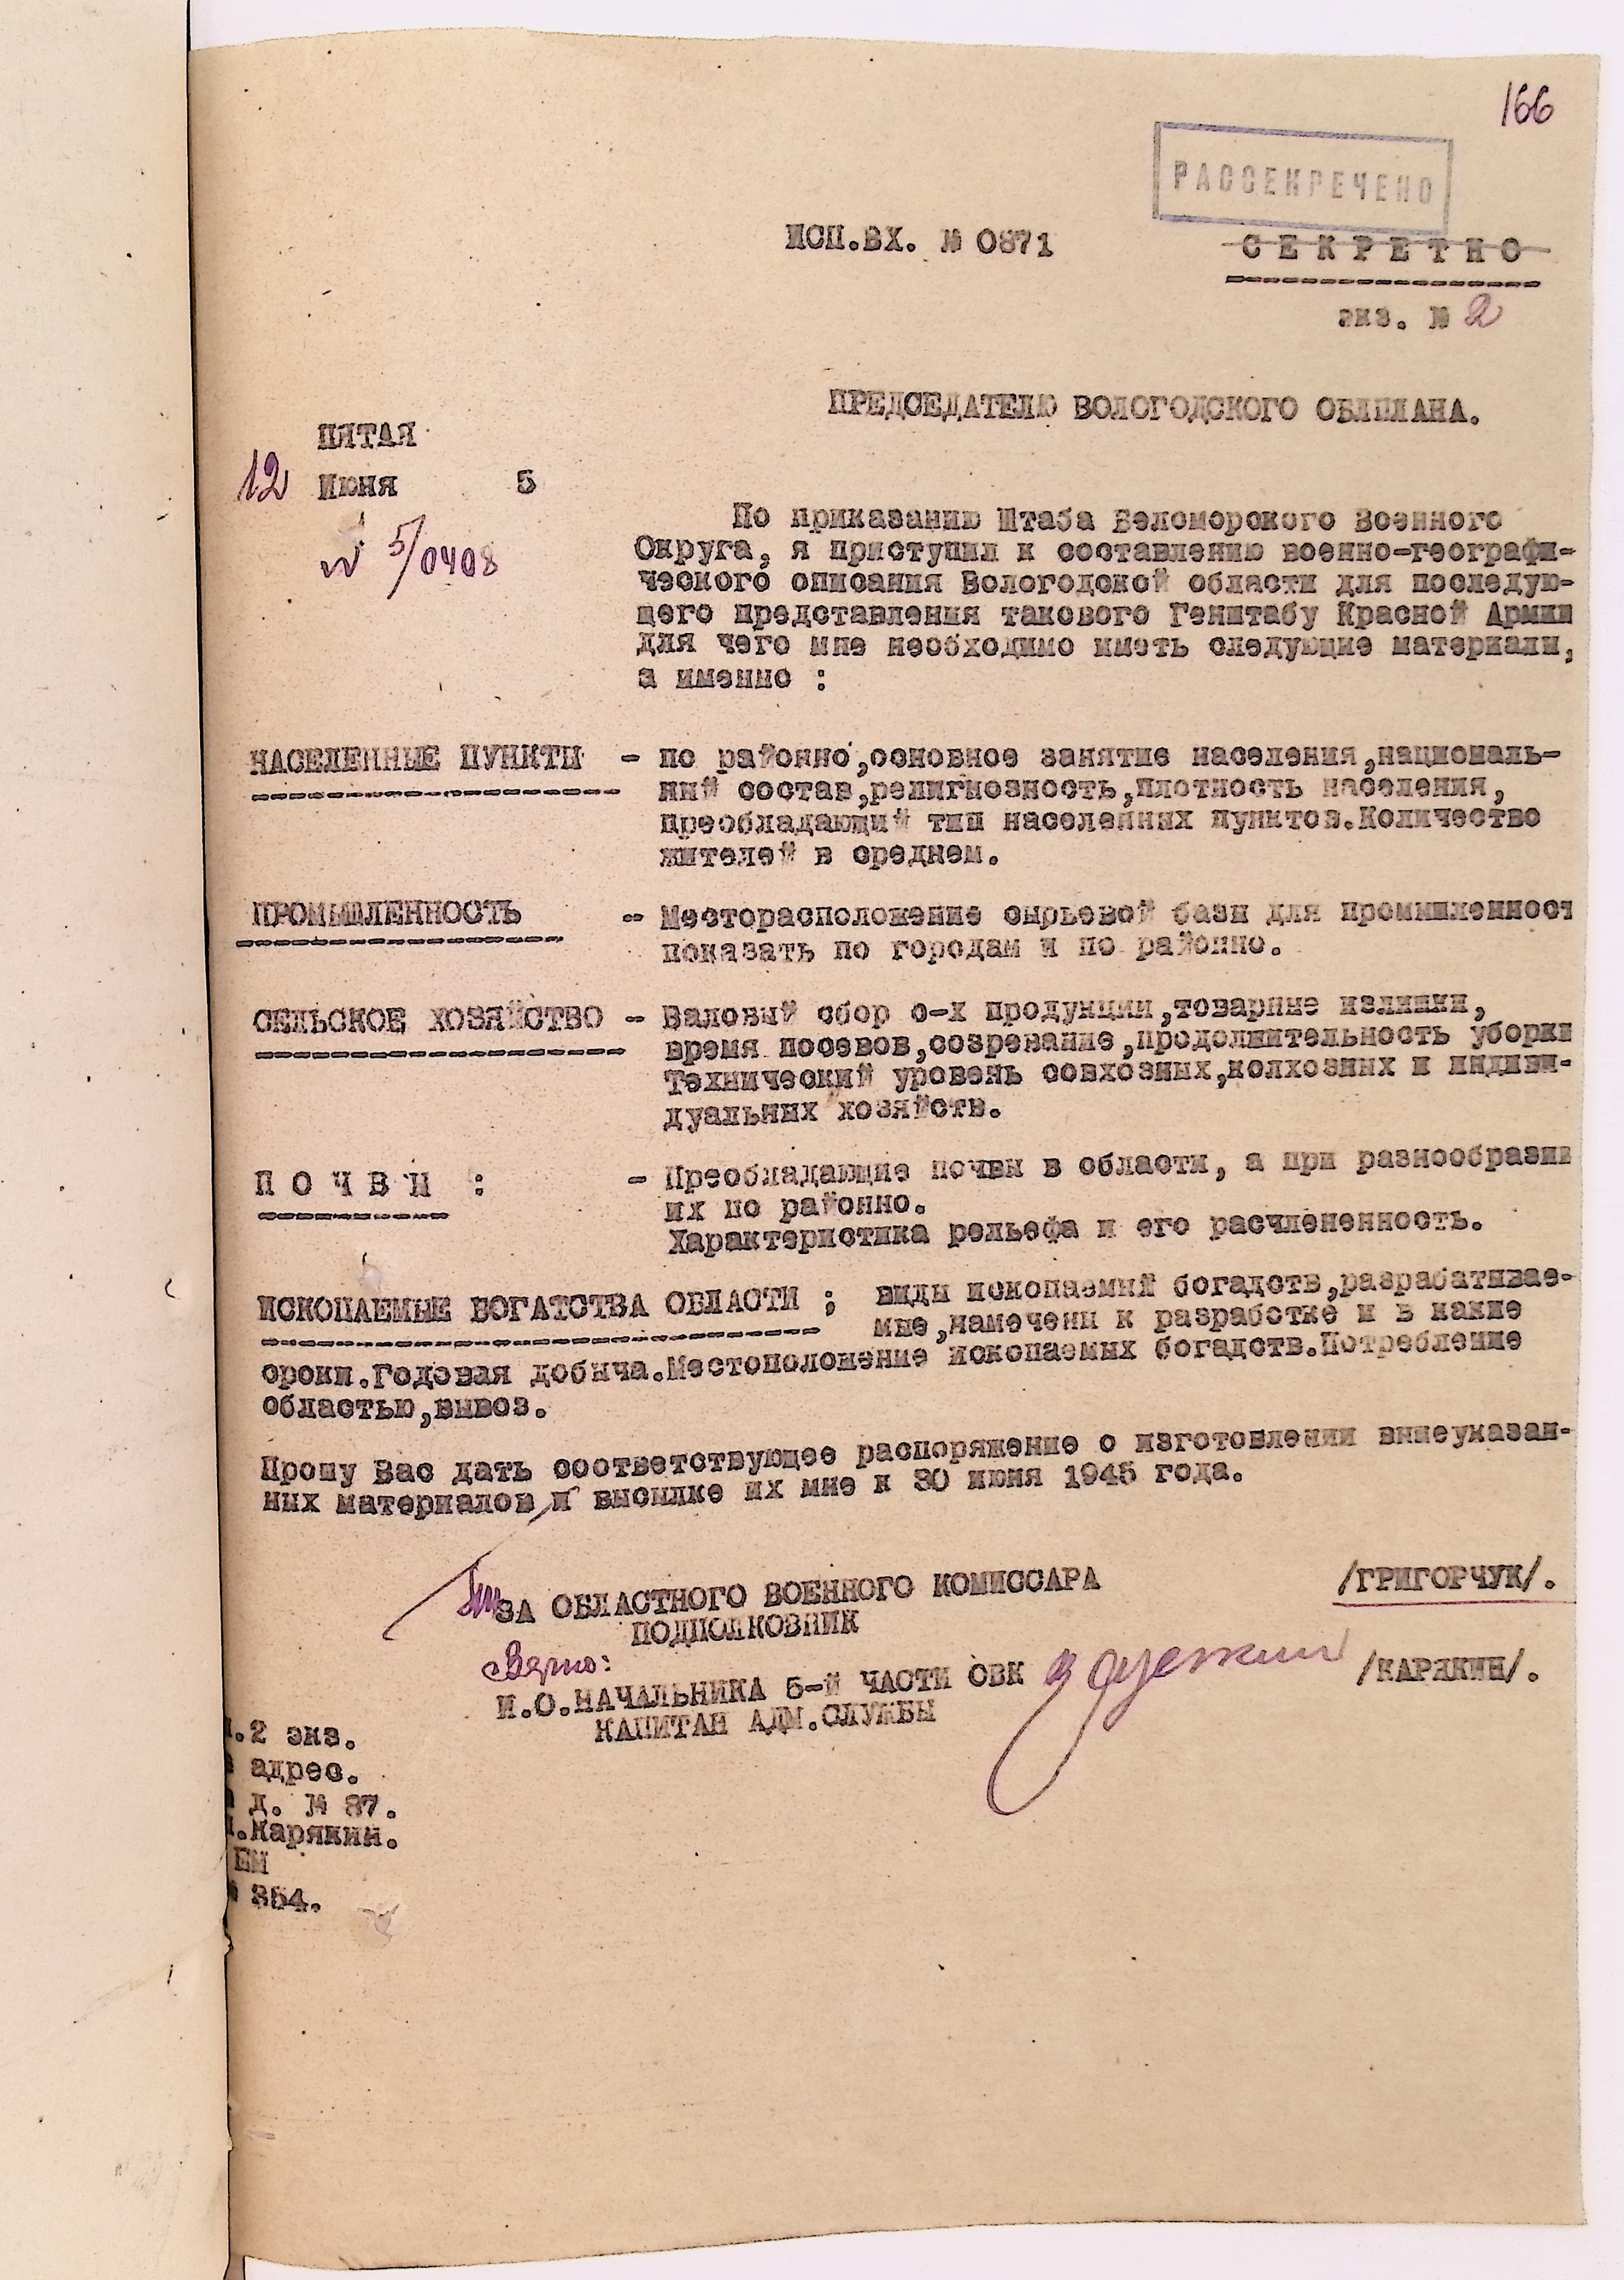 166
РАССЕКРЕЧЕНО
ИСП.ВХ. № 0871
СЕКРЕТНО
экз. № 2
ПРЕДСЕДАТЕЛЮ ВОЛОГОДСКОГО ОБЛПЛАНА.
ПЯТАЯ
12 Июня 5
№ 5/0408
По приказанию Штаба Беломорского Военного
Округа, я приступил к составлению военно-географи-
ческого описания Вологодской области для последую-
щего представления такового Генштабу Красной Армии
для чего мне необходимо иметь следующие материалы,
а именно :
НАСЕЛЕННЫЕ ПУНКТЫ - по районно,основное занятие населения,националь-
ный состав,религиозность,плотность населения,
преобладающий тип населенных пунктов.Количество
жителей в среднем.
ПРОМЫШЛЕННОСТЬ - Месторасположение сырьевой базы для промышленност
показать по городам и по районно.
СЕЛЬСКОЕ ХОЗЯЙСТВО - Валовый сбор с-х продукции,товарные излишки,
время посевов,созревание,продолжительность уборки
Технический уровень совхозных,колхозных и индиви-
дуальных хозяйств.
П О Ч В Ы : - Преобладающие почвы в области, а при разнообразии
их по районно.
Характеристика рельефа и его расчлененность.
ИСКОПАЕМЫЕ БОГАТСТВА ОБЛАСТИ ; виды ископаемый богадств,разрабатывае-
мые,намечены к разработке и в какие
сроки.Годовая добыча.Местоположение ископаемых богадств.Потребление
областью,вывоз.
Прошу Вас дать соответствующее распоряжение о изготовлении вышеуказан-
ных материалов и высылке их мне к 30 июня 1945 года.
ЗА ОБЛАСТНОГО ВОЕННОГО КОМИССАРА /ГРИГОРЧУК/.
ПОДПОЛКОВНИК
Верно:
И.О.НАЧАЛЬНИКА 5-Й ЧАСТИ ОВК /КАРЯКИН/.
КАПИТАН АДМ.СЛУЖБЫ
.2 экз.
адрес.
д. № 87.
.Карякин.
ЕМ
354.